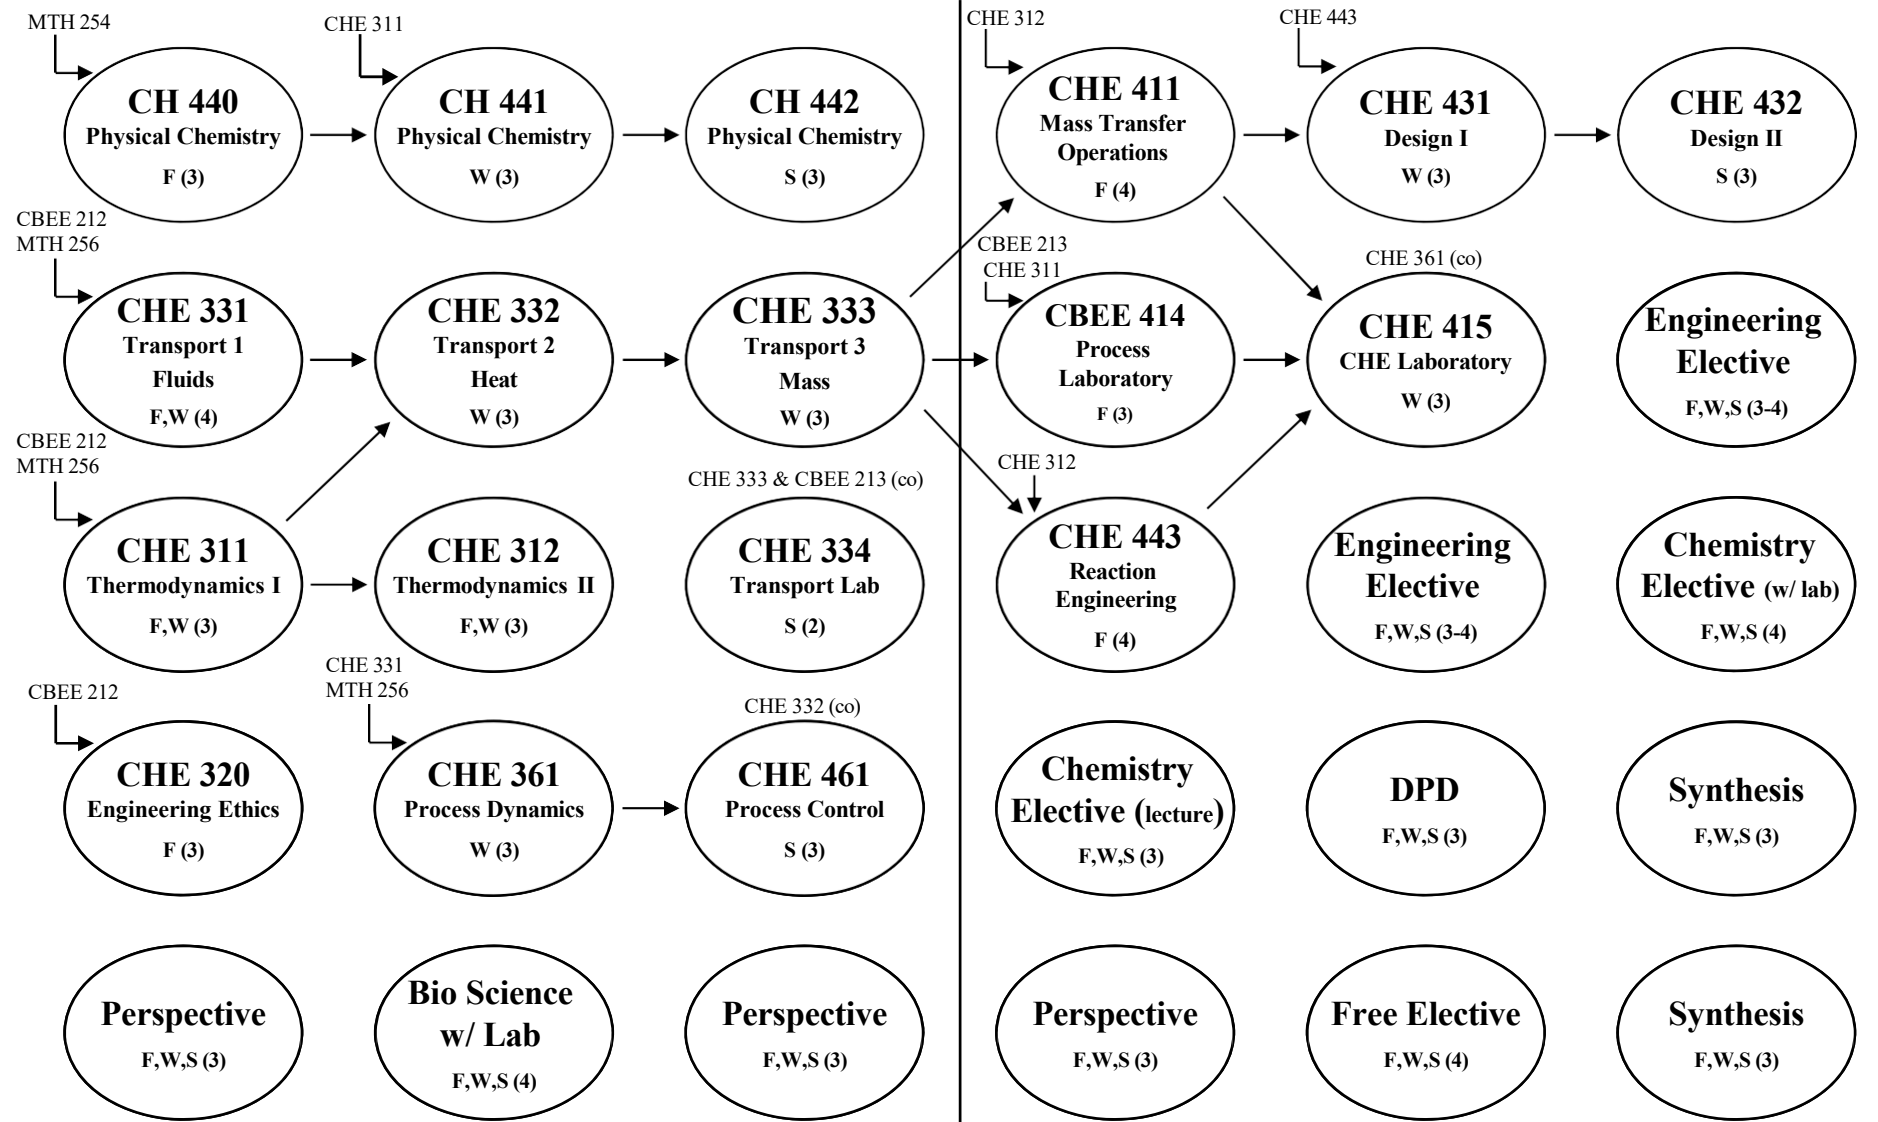 MTH 254
CH 440
Physical Chemistry
F (3)
CHE 311
CH 441
Physical Chemistry
W (3)
CH 442
Physical Chemistry
S (3)
CHE 312
CHE 411
Mass Transfer
Operations
F (4)
CHE 443
CHE 431
Design I
W (3)
CHE 432
Design II
S (3)
CBEE 212
MTH 256
CHE 331
Transport 1
Fluids
F,W (4)
CHE 332
Transport 2
Heat
W (3)
CHE 333
Transport 3
Mass
W (3)
CBEE 213
CHE 311
CBEE 414
Process
Laboratory
F (3)
CHE 361 (co)
CHE 415
CHE Laboratory
W (3)
Engineering
Elective
F,W,S (3-4)
CBEE 212
MTH 256
CHE 311
Thermodynamics I
F,W (3)
CHE 312
Thermodynamics II
F,W (3)
CHE 333 & CBEE 213 (co)
CHE 334
Transport Lab
S (2)
CHE 312
CHE 443
Reaction
Engineering
F (4)
Engineering
Elective
F,W,S (3-4)
Chemistry
Elective (w/ lab)
F,W,S (4)
CBEE 212
CHE 320
Engineering Ethics
F (3)
CHE 331
MTH 256
CHE 361
Process Dynamics
W (3)
CHE 332 (co)
CHE 461
Process Control
S (3)
Chemistry
Elective (lecture)
F,W,S (3)
DPD
F,W,S (3)
Synthesis
F,W,S (3)
Perspective
F,W,S (3)
Bio Science
w/ Lab
F,W,S (4)
Perspective
F,W,S (3)
Perspective
F,W,S (3)
Free Elective
F,W,S (4)
Synthesis
F,W,S (3)